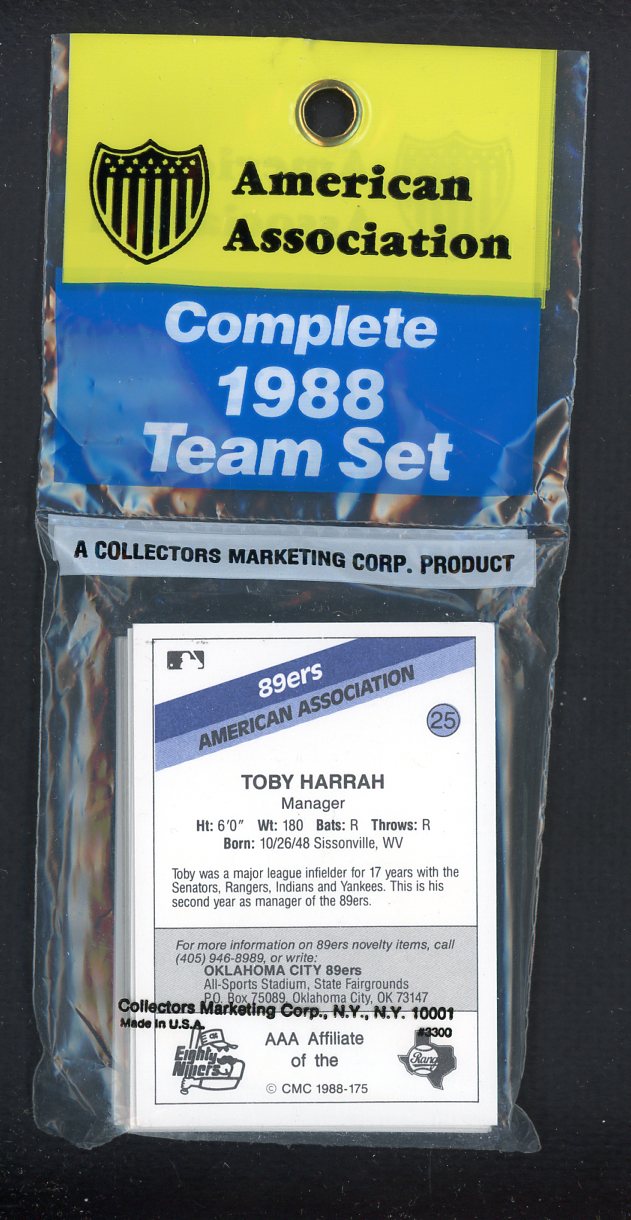 American
Association
Complete
1988
Team Set
A COLLECTORS MARKETING CORP. PRODUCT
89ers
AMERICAN ASSOCIATION
25
TOBY HARRAH
Manager
Ht: 6'0" Wt: 180 Bats: R Throws: R
Born: 10/26/48 Sissonville, WV
Toby was a major league infielder for 17 years with the
Senators, Rangers, Indians and Yankees. This is his
second year as manager of the 89ers.
For more information on 89ers novelty items, call
(405) 946-8989, or write:
OKLAHOMA CITY 89ers
All-Sports Stadium, State Fairgrounds
P.O. Box 75089, Oklahoma City, OK 73147
Collectors Marketing Corp., N.Y., N.Y. 10001
Made in U.S.A.
#3300
Eighty
Niners
AAA Affiliate
of the
© CMC 1988-175